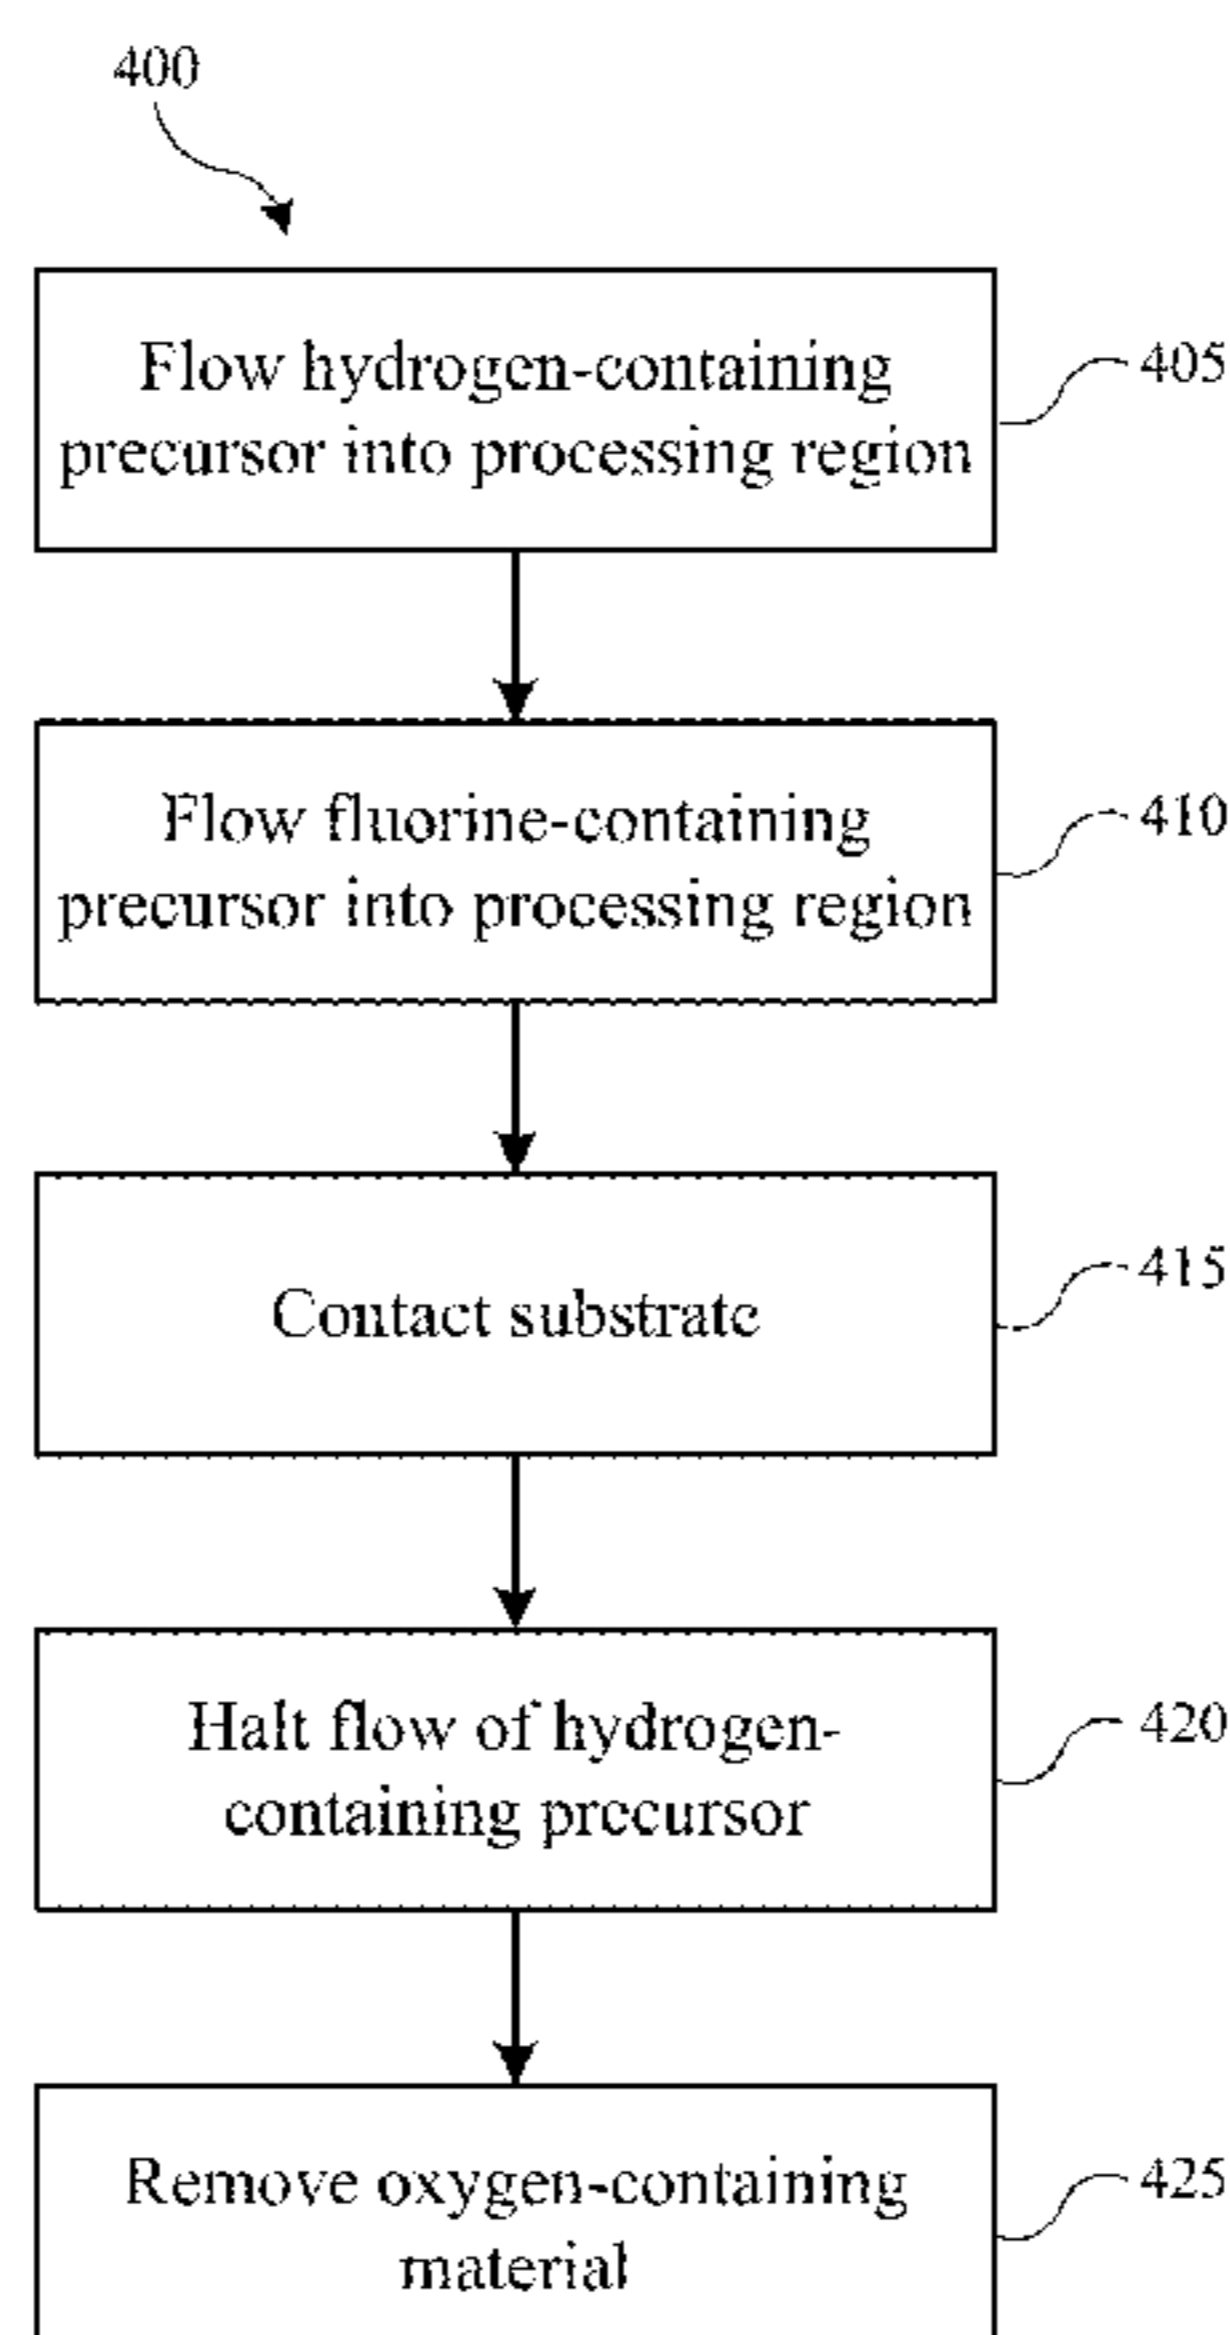 400
Flow hydrogen-containing
precursor into processing region
405
Flow fluorine-containing
precursor into processing region
410
Contact substrate
415
Halt flow of hydrogen-
containing precursor
420
Remove oxygen-containing
material
425